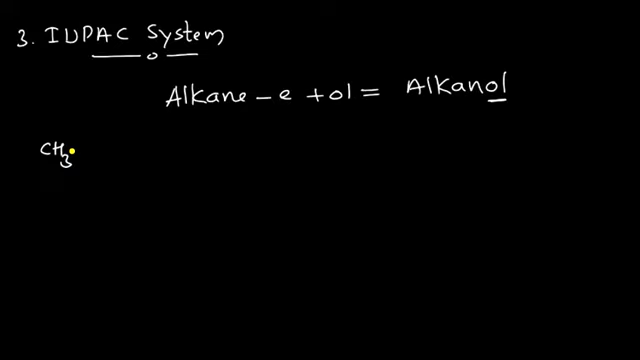 3. IUPAC System
Alkane - e + ol = Alkanol
CH3